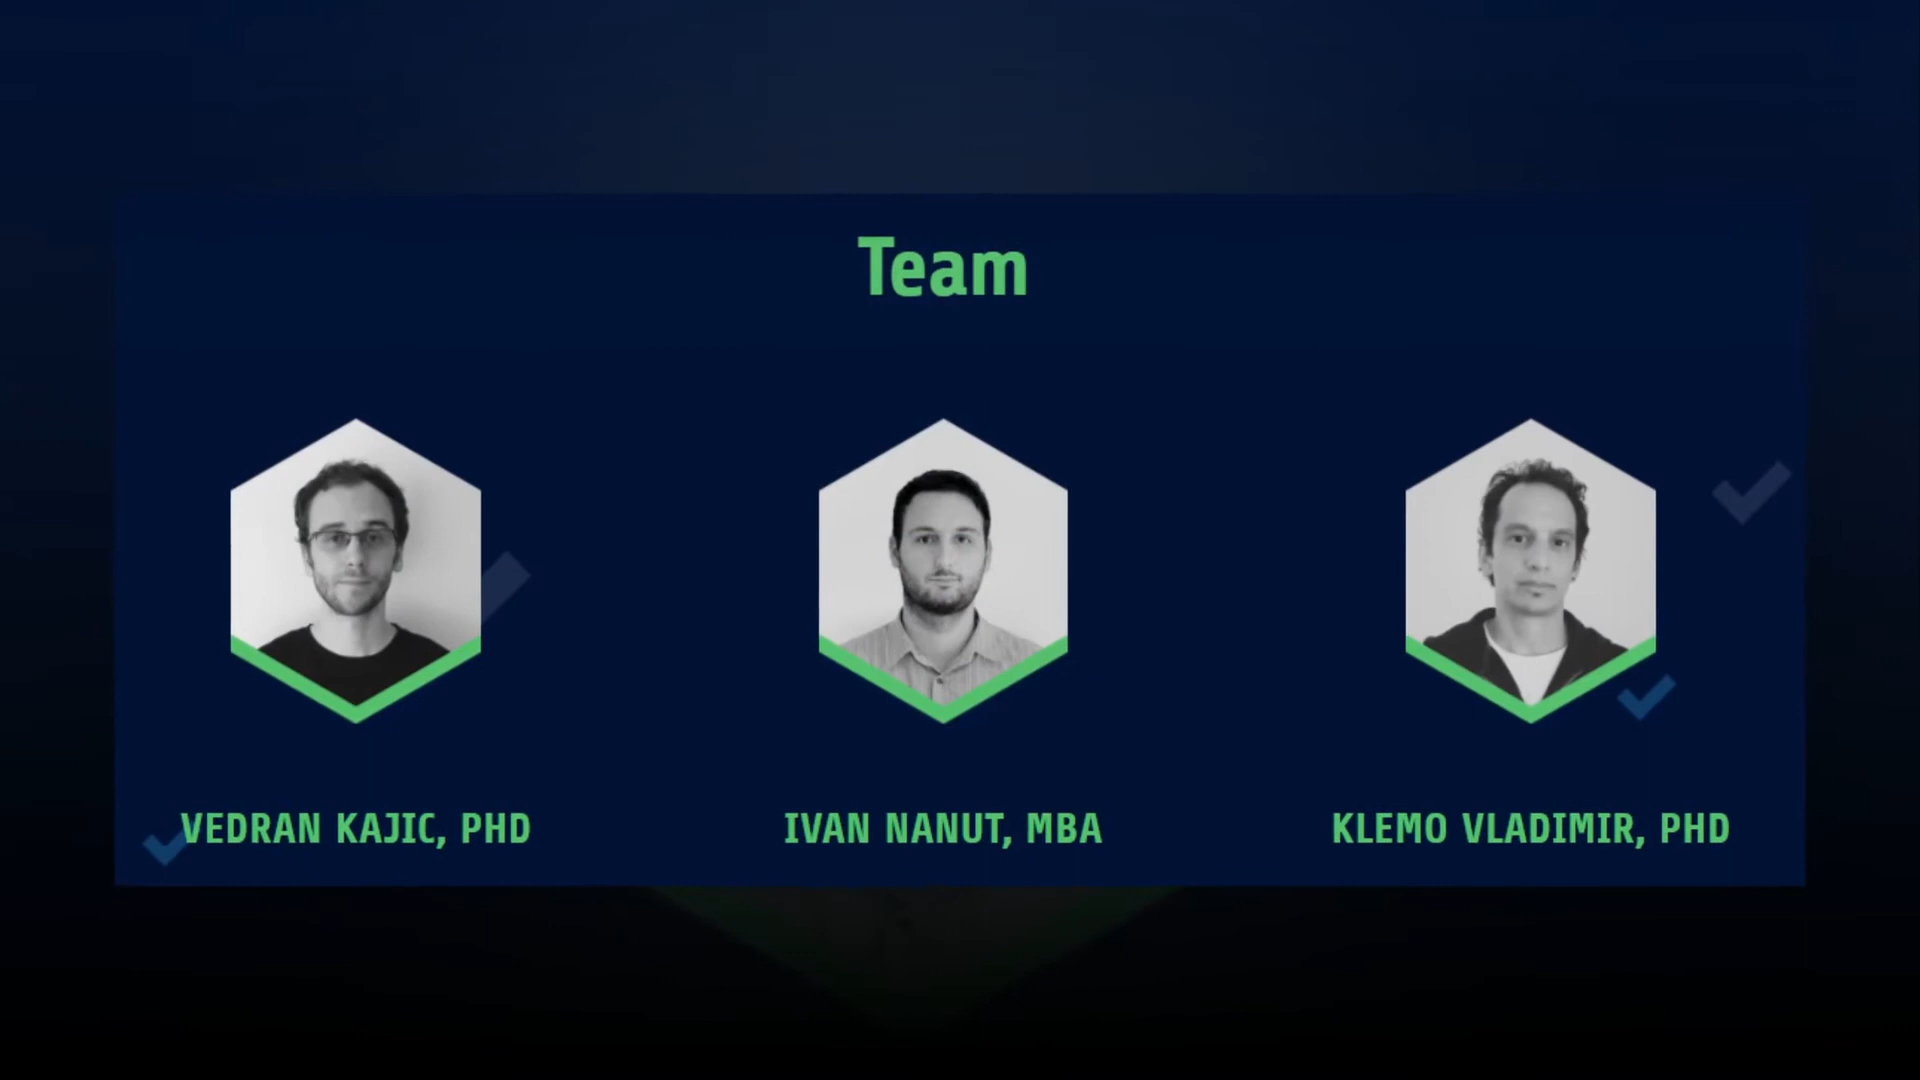 Team
VEDRAN KAJIC, PHD
IVAN NANUT, MBA
KLEMO VLADIMIR, PHD